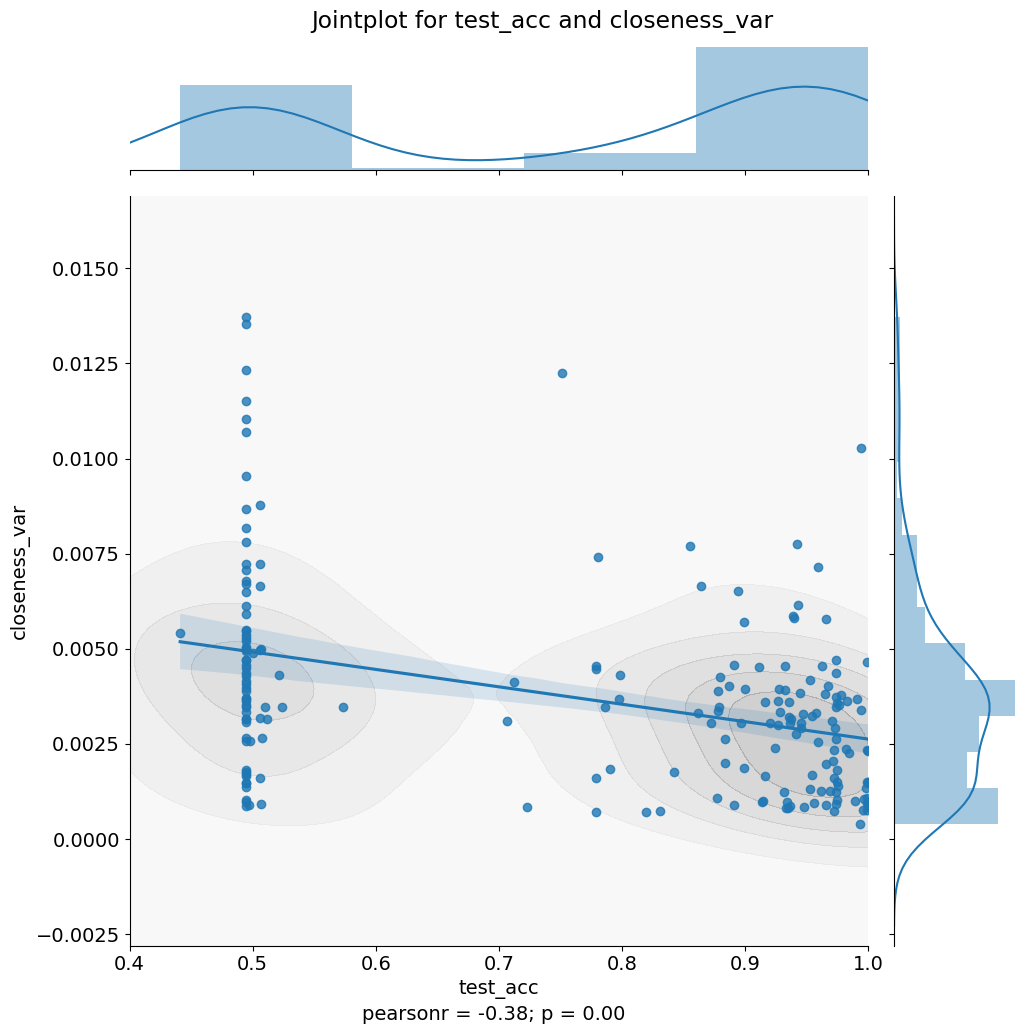 Jointplot for test_acc and closeness_var
0.0150
0.0125
0.0100
0.0075
0.0050
0.0025
0.0000
−0.0025
closeness_var
0.4 0.5 0.6 0.7 0.8 0.9 1.0
test_acc
pearsonr = -0.38; p = 0.00